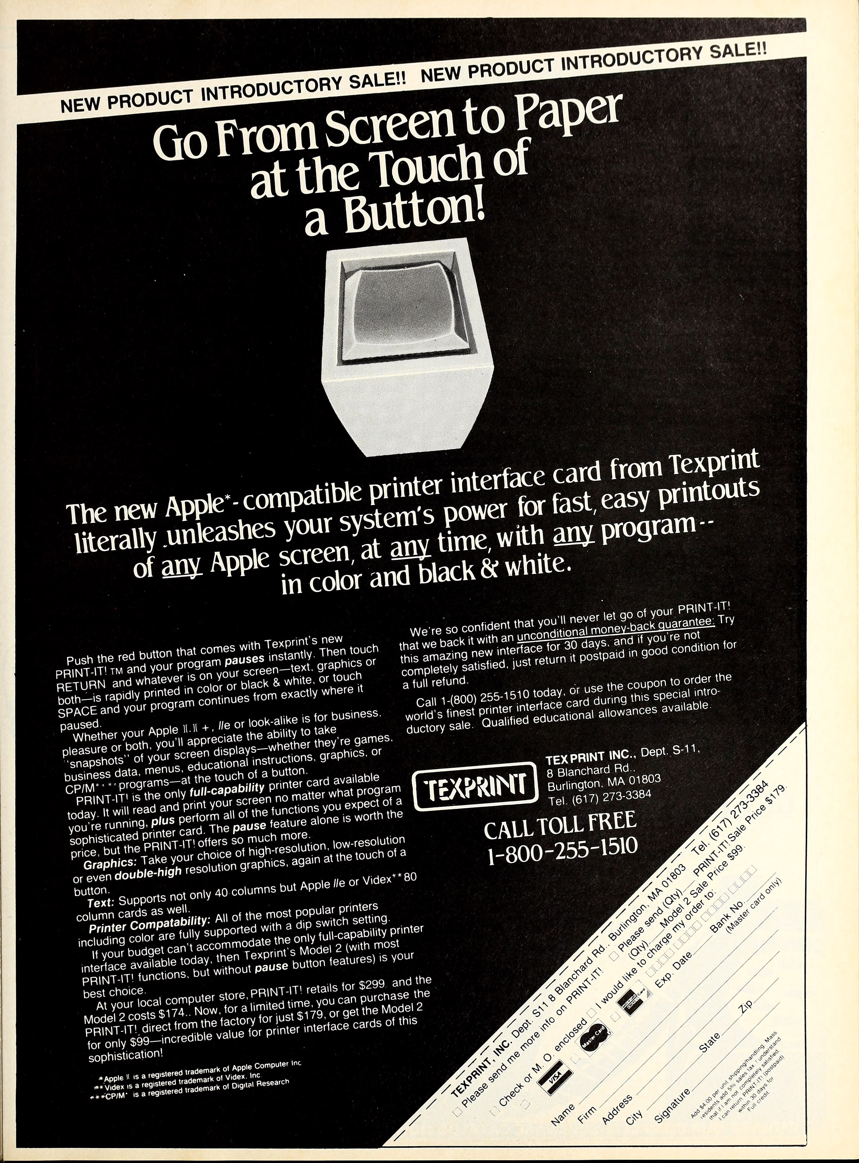 NEW PRODUCT INTRODUCTORY SALE!! NEW PRODUCT INTRODUCTORY SALE!!
Go From Screen to Paper
at the Touch of
a Button!
The new Apple*-compatible printer interface card from Texprint
literally unleashes your system's power for fast, easy printouts
of any Apple screen, at any time, with any program--
in color and black & white.
Push the red button that comes with Texprint's new
PRINT-IT! TM and your program pauses instantly. Then touch
RETURN and whatever is on your screen—text, graphics or
both—is rapidly printed in color or black & white, or touch
SPACE and your program continues from exactly where it
paused.
Whether your Apple ][, ][ +, //e or look-alike is for business,
pleasure or both, you'll appreciate the ability to take
"snapshots" of your screen displays—whether they're games,
business data, menus, educational instructions, graphics, or
CP/M*** programs—at the touch of a button.
PRINT-IT! is the only full-capability printer card available
today. It will read and print your screen no matter what program
you're running, plus perform all of the functions you expect of a
sophisticated printer card. The pause feature alone is worth the
price, but the PRINT-IT! offers so much more.
Graphics: Take your choice of high-resolution, low-resolution
or even double-high resolution graphics, again at the touch of a
button.
Text: Supports not only 40 columns but Apple //e or Videx** 80
column cards as well.
Printer Compatability: All of the most popular printers
including color are fully supported with a dip switch setting.
If your budget can't accommodate the only full-capability printer
interface available today, then Texprint's Model 2 (with most
PRINT-IT! functions, but without pause button features) is your
best choice.
At your local computer store, PRINT-IT! retails for $299. and the
Model 2 costs $174.. Now, for a limited time, you can purchase the
PRINT-IT!, direct from the factory for just $179, or get the Model 2
for only $99—incredible value for printer interface cards of this
sophistication!
*Apple ][ is a registered trademark of Apple Computer Inc
**Videx is a registered trademark of Videx, Inc.
***CP/M* is a registered trademark of Digital Research
We're so confident that you'll never let go of your PRINT-IT!
that we back it with an unconditional money-back guarantee: Try
this amazing new interface for 30 days, and if you're not
completely satisfied, just return it postpaid in good condition for
a full refund.
Call 1-(800) 255-1510 today, or use the coupon to order the
world's finest printer interface card during this special intro-
ductory sale. Qualified educational allowances available.
TEXPRINT
TEXPRINT INC., Dept. S-11,
8 Blanchard Rd.,
Burlington, MA 01803
Tel. (617) 273-3384
CALL TOLL FREE
1-800-255-1510
TEXPRINT, INC. Dept. S11 8 Blanchard Rd., Burlington, MA 01803 Tel. (617) 273-3384
Please send me more info on PRINT-IT! Please send (Qty) PRINT-IT! Sale Price $179.
(Qty) Model 2 Sale Price $99.
Check or M. O. enclosed I would like to charge my order to:
VISA
Master Card
Exp. Date Bank No.
(Master card only)
Name
Firm
Address
City State Zip
Signature
Add $4.00 per unit shipping/handling. Mass
residents add 5% sales tax. I understand
that if I am not completely satisfied,
I can return PRINT-IT! (postpaid)
within 30 days for
Full credit